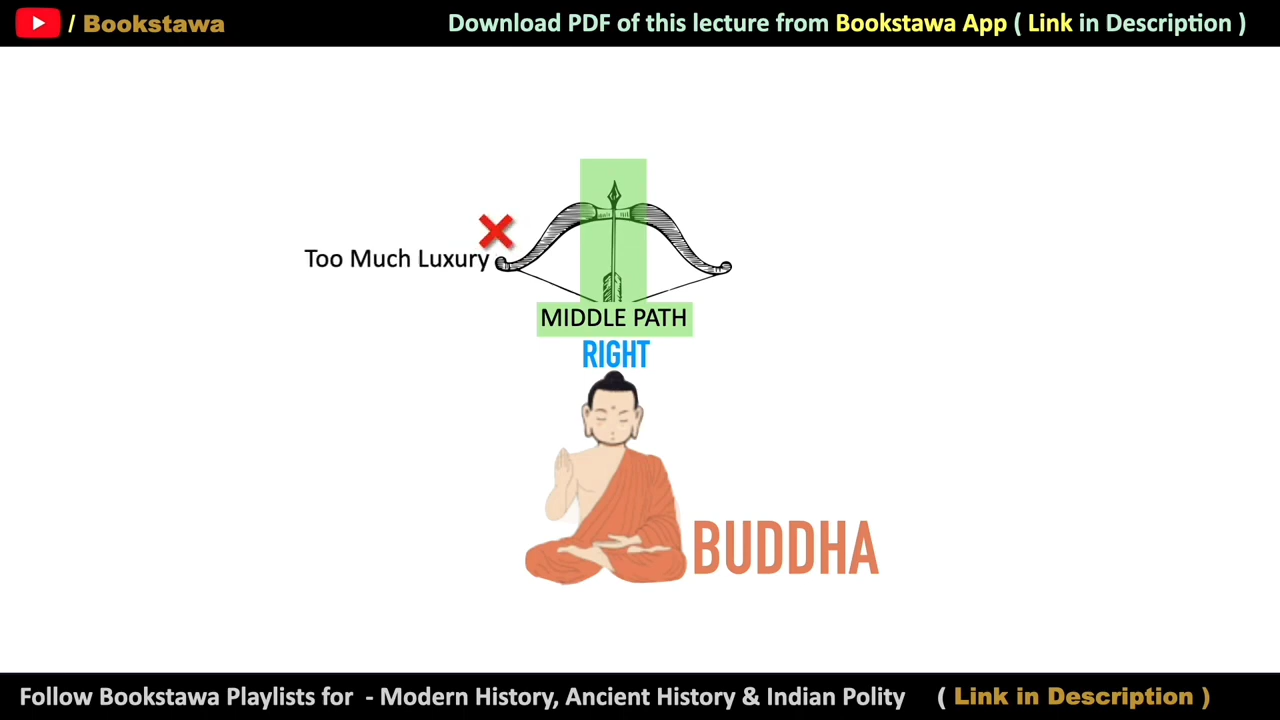 / Bookstawa
Download PDF of this lecture from Bookstawa App ( Link in Description )
Too Much Luxury
MIDDLE PATH
RIGHT
BUDDHA
Follow Bookstawa Playlists for - Modern History, Ancient History & Indian Polity ( Link in Description )